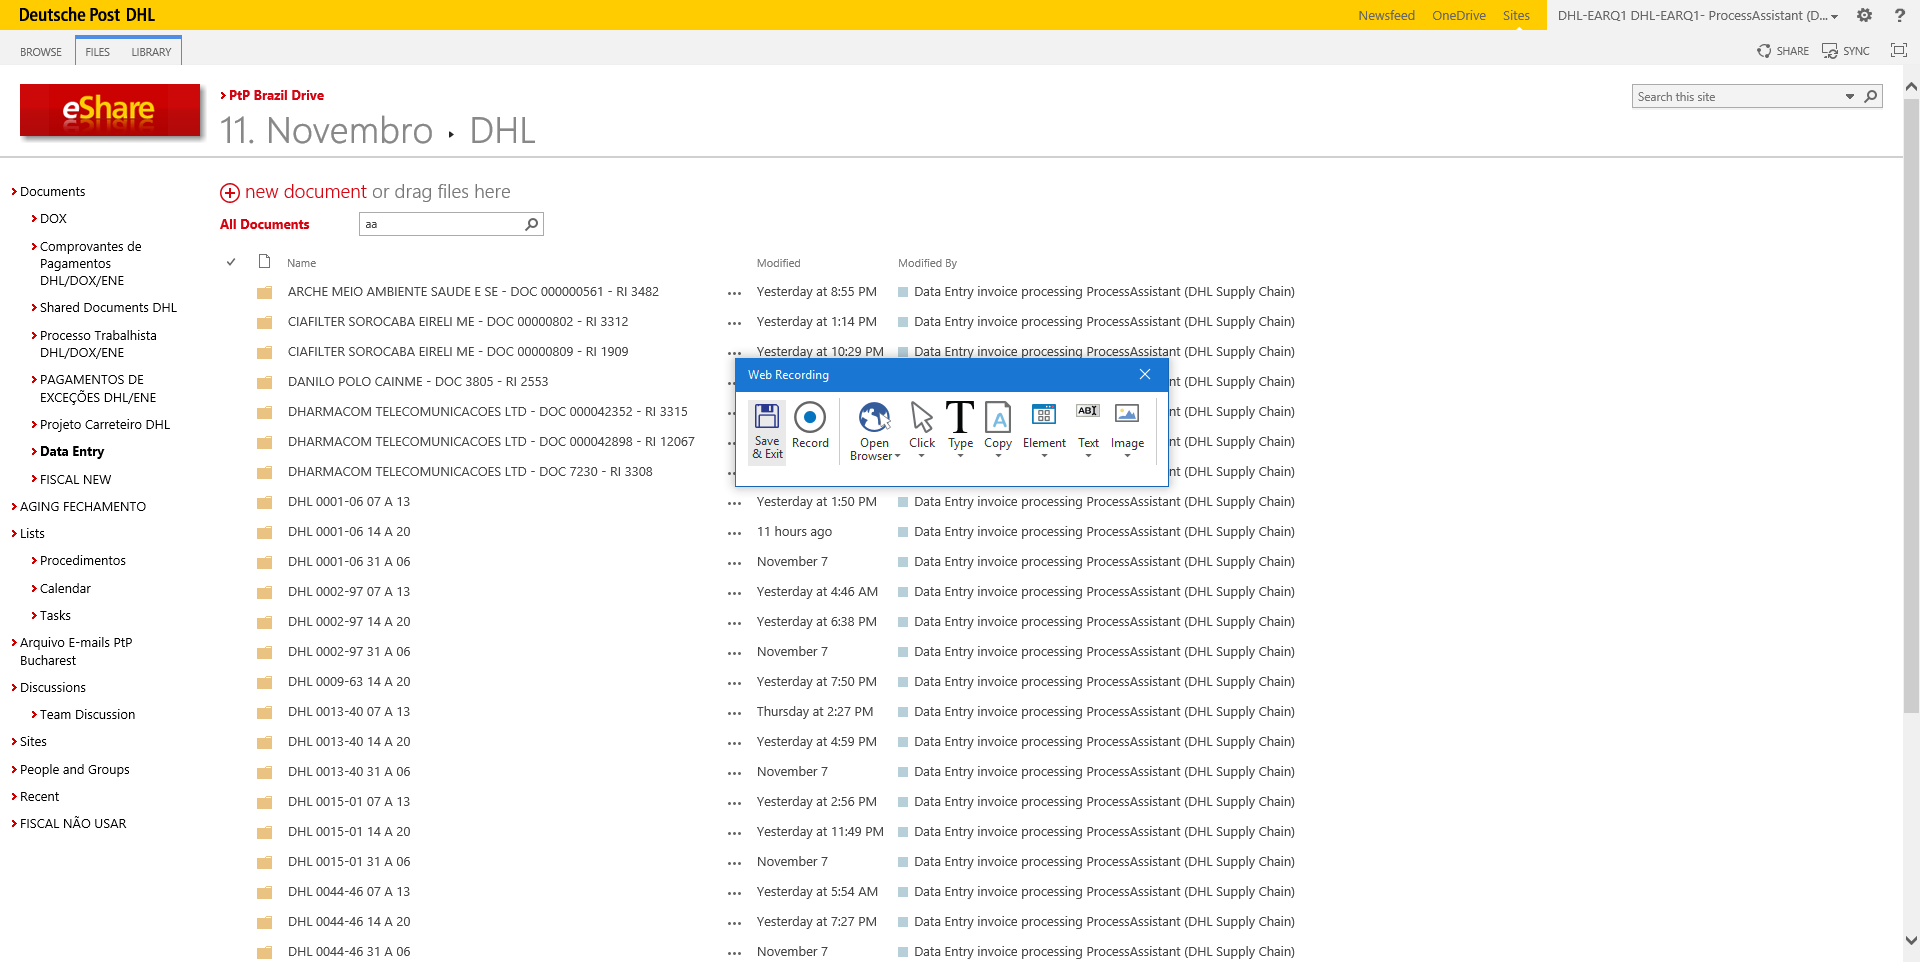 Deutsche Post DHL
Newsfeed OneDrive Sites DHL-EARQ1 DHL-EARQ1- ProcessAssistant (D... ?
BROWSE FILES LIBRARY SHARE SYNC
eShare
PtP Brazil Drive
11. Novembro DHL
Search this site
Documents
DOX
Comprovantes de
Pagamentos
DHL/DOX/ENE
Shared Documents DHL
Processo Trabalhista
DHL/DOX/ENE
PAGAMENTOS DE
EXCEÇÕES DHL/ENE
Projeto Carreteiro DHL
Data Entry
FISCAL NEW
AGING FECHAMENTO
Lists
Procedimentos
Calendar
Tasks
Arquivo E-mails PtP
Bucharest
Discussions
Team Discussion
Sites
People and Groups
Recent
FISCAL NÃO USAR
new document or drag files here
All Documents aa
Name Modified Modified By
ARCHE MEIO AMBIENTE SAUDE E SE - DOC 000000561 - RI 3482 ... Yesterday at 8:55 PM Data Entry invoice processing ProcessAssistant (DHL Supply Chain)
CIAFILTER SOROCABA EIRELI ME - DOC 00000802 - RI 3312 ... Yesterday at 1:14 PM Data Entry invoice processing ProcessAssistant (DHL Supply Chain)
CIAFILTER SOROCABA EIRELI ME - DOC 00000809 - RI 1909 ... Yesterday at 10:29 PM Data Entry invoice processing ProcessAssistant (DHL Supply Chain)
DANILO POLO CAINME - DOC 3805 - RI 2553 nt (DHL Supply Chain)
DHARMACOM TELECOMUNICACOES LTD - DOC 000042352 - RI 3315 nt (DHL Supply Chain)
DHARMACOM TELECOMUNICACOES LTD - DOC 000042898 - RI 12067 nt (DHL Supply Chain)
DHARMACOM TELECOMUNICACOES LTD - DOC 7230 - RI 3308 nt (DHL Supply Chain)
DHL 0001-06 07 A 13 ... Yesterday at 1:50 PM Data Entry invoice processing ProcessAssistant (DHL Supply Chain)
DHL 0001-06 14 A 20 ... 11 hours ago Data Entry invoice processing ProcessAssistant (DHL Supply Chain)
DHL 0001-06 31 A 06 ... November 7 Data Entry invoice processing ProcessAssistant (DHL Supply Chain)
DHL 0002-97 07 A 13 ... Yesterday at 4:46 AM Data Entry invoice processing ProcessAssistant (DHL Supply Chain)
DHL 0002-97 14 A 20 ... Yesterday at 6:38 PM Data Entry invoice processing ProcessAssistant (DHL Supply Chain)
DHL 0002-97 31 A 06 ... November 7 Data Entry invoice processing ProcessAssistant (DHL Supply Chain)
DHL 0009-63 14 A 20 ... Yesterday at 7:50 PM Data Entry invoice processing ProcessAssistant (DHL Supply Chain)
DHL 0013-40 07 A 13 ... Thursday at 2:27 PM Data Entry invoice processing ProcessAssistant (DHL Supply Chain)
DHL 0013-40 14 A 20 ... Yesterday at 4:59 PM Data Entry invoice processing ProcessAssistant (DHL Supply Chain)
DHL 0013-40 31 A 06 ... November 7 Data Entry invoice processing ProcessAssistant (DHL Supply Chain)
DHL 0015-01 07 A 13 ... Yesterday at 2:56 PM Data Entry invoice processing ProcessAssistant (DHL Supply Chain)
DHL 0015-01 14 A 20 ... Yesterday at 11:49 PM Data Entry invoice processing ProcessAssistant (DHL Supply Chain)
DHL 0015-01 31 A 06 ... November 7 Data Entry invoice processing ProcessAssistant (DHL Supply Chain)
DHL 0044-46 07 A 13 ... Yesterday at 5:54 AM Data Entry invoice processing ProcessAssistant (DHL Supply Chain)
DHL 0044-46 14 A 20 ... Yesterday at 7:27 PM Data Entry invoice processing ProcessAssistant (DHL Supply Chain)
DHL 0044-46 31 A 06 ... November 7 Data Entry invoice processing ProcessAssistant (DHL Supply Chain)
Web Recording
Save
& Exit
Record
Open
Browser
Click
T
Type
A
Copy
Element
AB
Text
Image